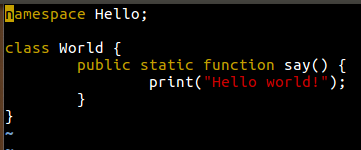 namespace Hello;

class World {
        public static function say() {
                print("Hello world!");
        }
}
~
~